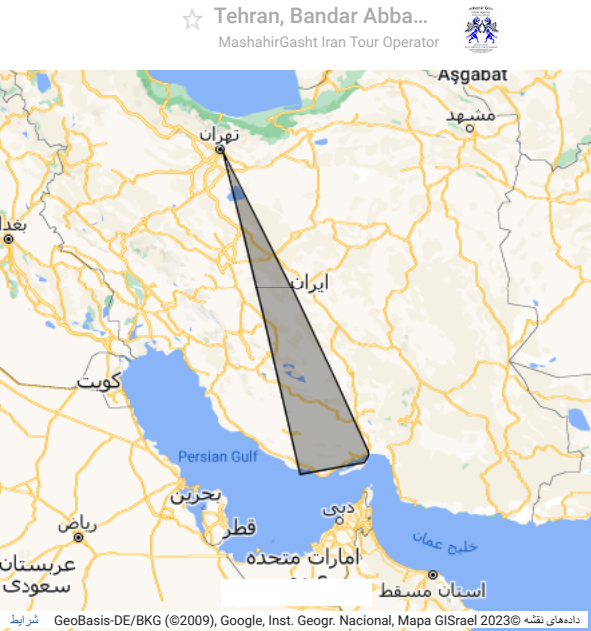 Tehran, Bandar Abba...
MashahirGasht Iran Tour Operator
Aşgabat
مشهد
تهران
بغدا
ایران
کویت
Persian Gulf
بحرین
دبی
ریاض
قطر
خلیج عمان
امارات متحده
عربستان
سعودی
استان مسقط
شرایط GeoBasis-DE/BKG (©2009), Google, Inst. Geogr. Nacional, Mapa GISrael 2023© داده‌های نقشه